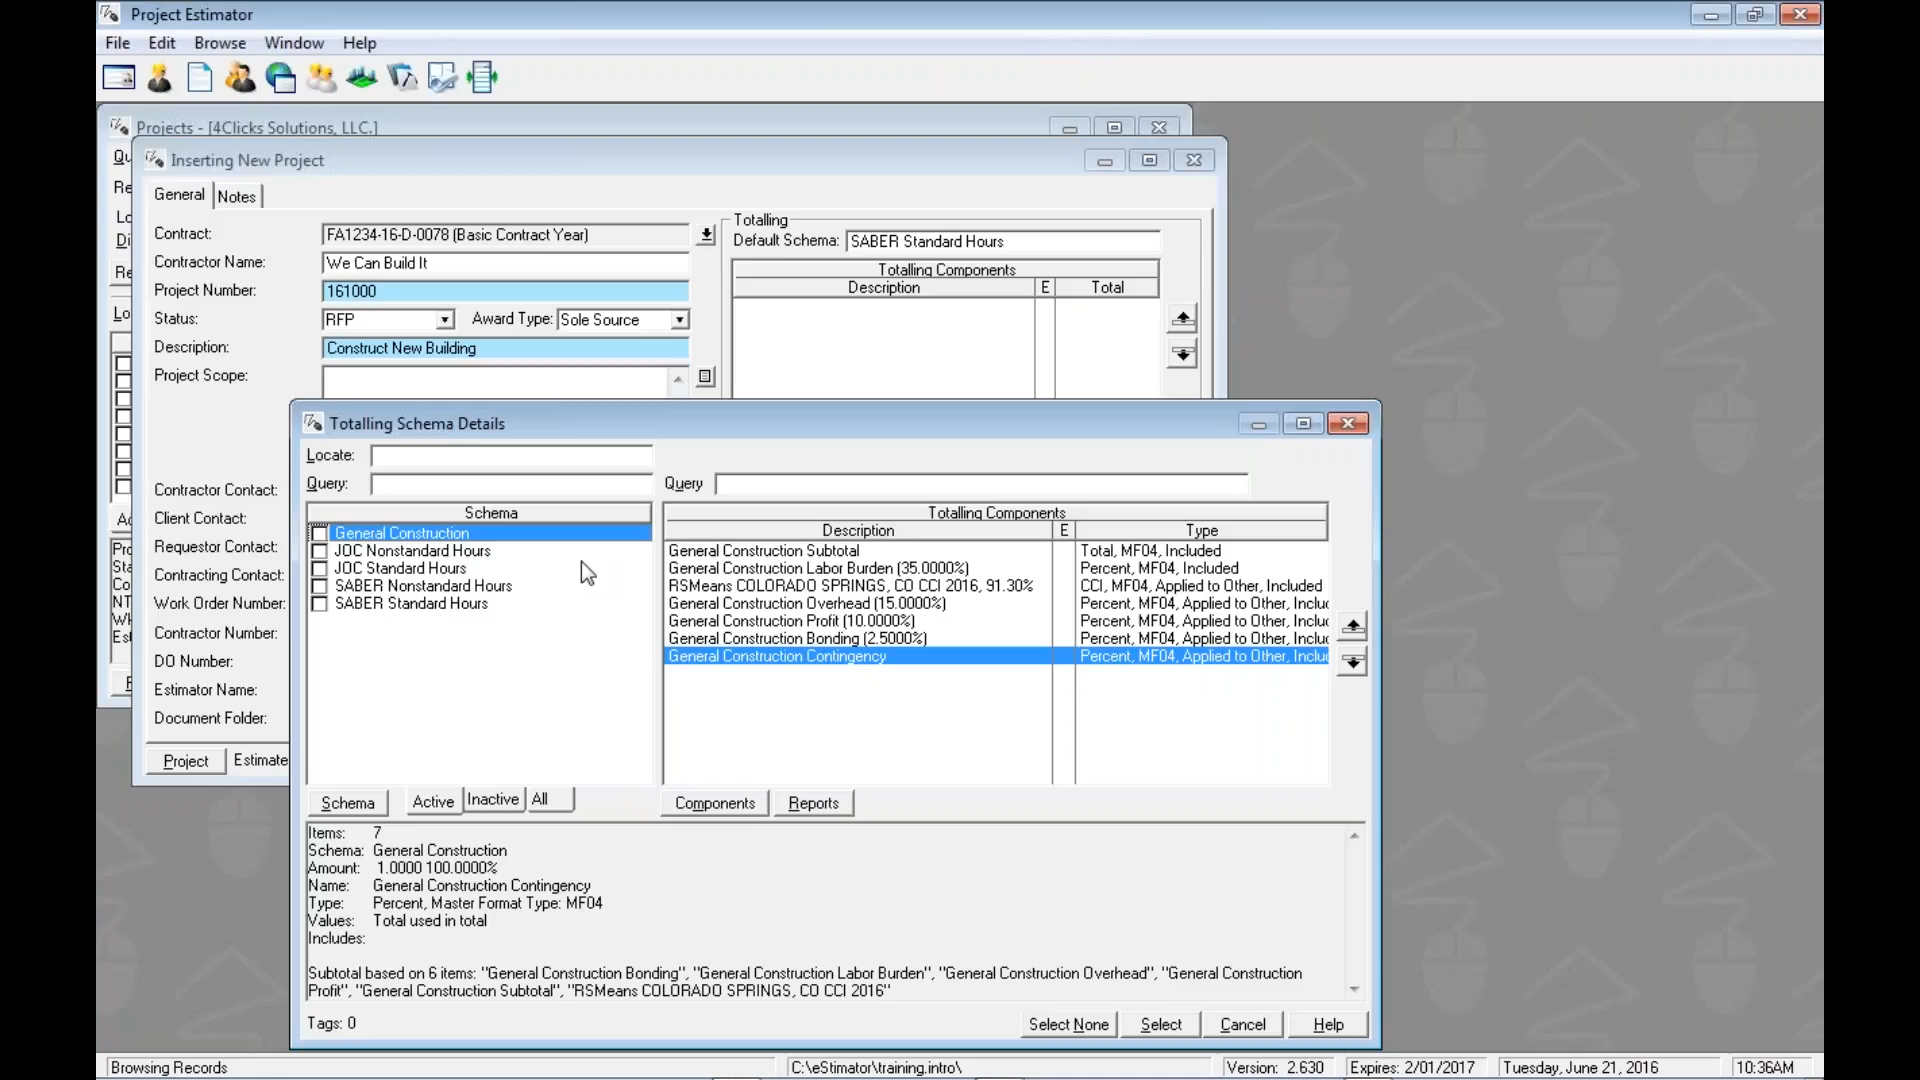 Project Estimator
File Edit Browse Window Help
Projects - [4Clicks Solutions, LLC.]
Inserting New Project
General Notes
Contract: FA1234-16-D-0078 (Basic Contract Year)
Contractor Name: We Can Build It
Project Number: 161000
Status: RFP Award Type: Sole Source
Description: Construct New Building
Project Scope:
Totalling
Default Schema: SABER Standard Hours
Totalling Components
Description E Total
Contractor Contact:
Client Contact:
Requestor Contact:
Contracting Contact:
Work Order Number:
Contractor Number:
DO Number:
Estimator Name:
Document Folder:
Project Estimate
Totalling Schema Details
Locate:
Query:
Query
Schema
General Construction
JOC Nonstandard Hours
JOC Standard Hours
SABER Nonstandard Hours
SABER Standard Hours
Totalling Components
Description E Type
General Construction Subtotal Total, MF04, Included
General Construction Labor Burden (35.0000%) Percent, MF04, Included
RSMeans COLORADO SPRINGS, CO CCI 2016, 91.30% CCI, MF04, Applied to Other, Included
General Construction Overhead (15.0000%) Percent, MF04, Applied to Other, Inclu
General Construction Profit (10.0000%) Percent, MF04, Applied to Other, Inclu
General Construction Bonding (2.5000%) Percent, MF04, Applied to Other, Inclu
General Construction Contingency Percent, MF04, Applied to Other, Inclu
Schema Active Inactive All
Components Reports
Items: 7
Schema: General Construction
Amount: 1.0000 100.0000%
Name: General Construction Contingency
Type: Percent, Master Format Type: MF04
Values: Total used in total
Includes:
Subtotal based on 6 items: "General Construction Bonding", "General Construction Labor Burden", "General Construction Overhead", "General Construction
Profit", "General Construction Subtotal", "RSMeans COLORADO SPRINGS, CO CCI 2016"
Tags: 0
Select None Select Cancel Help
Browsing Records C:\eStimator\training.intro\ Version: 2.630 Expires: 2/01/2017 Tuesday, June 21, 2016 10:36AM